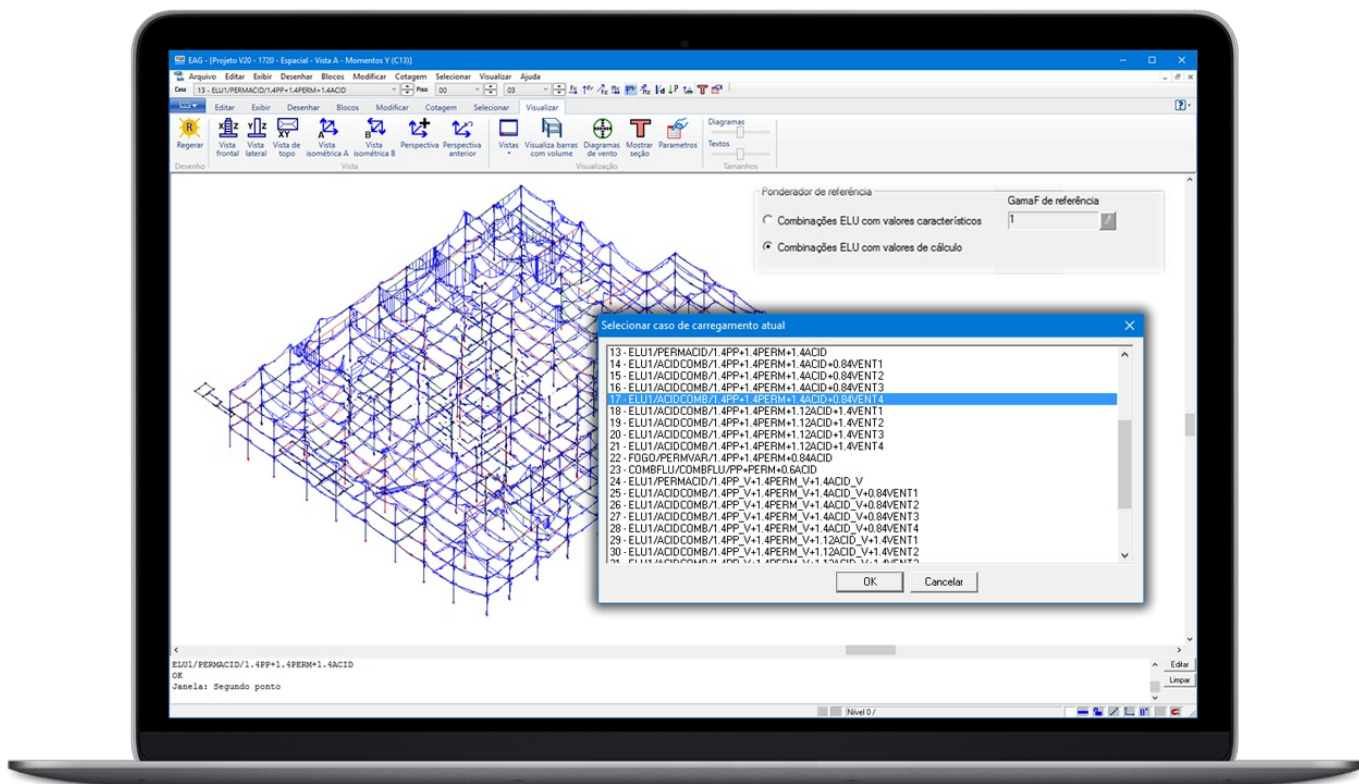 EAG - [Projeto V20 - 1720 - Espacial - Vista A - Momentos Y (C13)]
Arquivo Editar Exibir Desenhar Blocos Modificar Cotagem Selecionar Visualizar Ajuda
Caso 13 - ELU1/PERMACID/1.4PP+1.4PERM+1.4ACID Piso 00 03
Editar Exibir Desenhar Blocos Modificar Cotagem Selecionar Visualizar
Regerar
Vista frontal
Vista lateral
Vista de topo
Vista isométrica A
Vista isométrica B
Perspectiva
Perspectiva anterior
Vistas
Visualiza barras com volume
Diagramas de vento
Mostrar seção
Parametros
Diagramas
Textos
Desenho Vista Visualização Tamanhos
Ponderador de referência
GamaF de referência
Combinações ELU com valores característicos
1
Combinações ELU com valores de cálculo
Selecionar caso de carregamento atual
13 - ELU1/PERMACID/1.4PP+1.4PERM+1.4ACID
14 - ELU1/ACIDCOMB/1.4PP+1.4PERM+1.4ACID+0.84VENT1
15 - ELU1/ACIDCOMB/1.4PP+1.4PERM+1.4ACID+0.84VENT2
16 - ELU1/ACIDCOMB/1.4PP+1.4PERM+1.4ACID+0.84VENT3
17 - ELU1/ACIDCOMB/1.4PP+1.4PERM+1.4ACID+0.84VENT4
18 - ELU1/ACIDCOMB/1.4PP+1.4PERM+1.12ACID+1.4VENT1
19 - ELU1/ACIDCOMB/1.4PP+1.4PERM+1.12ACID+1.4VENT2
20 - ELU1/ACIDCOMB/1.4PP+1.4PERM+1.12ACID+1.4VENT3
21 - ELU1/ACIDCOMB/1.4PP+1.4PERM+1.12ACID+1.4VENT4
22 - FOGO/PERMVAR/1.4PP+1.4PERM+0.84ACID
23 - COMBFLU/COMBFLU/PP+PERM+0.6ACID
24 - ELU1/PERMACID/1.4PP_V+1.4PERM_V+1.4ACID_V
25 - ELU1/ACIDCOMB/1.4PP_V+1.4PERM_V+1.4ACID_V+0.84VENT1
26 - ELU1/ACIDCOMB/1.4PP_V+1.4PERM_V+1.4ACID_V+0.84VENT2
27 - ELU1/ACIDCOMB/1.4PP_V+1.4PERM_V+1.4ACID_V+0.84VENT3
28 - ELU1/ACIDCOMB/1.4PP_V+1.4PERM_V+1.4ACID_V+0.84VENT4
29 - ELU1/ACIDCOMB/1.4PP_V+1.4PERM_V+1.12ACID_V+1.4VENT1
30 - ELU1/ACIDCOMB/1.4PP_V+1.4PERM_V+1.12ACID_V+1.4VENT2
OK Cancelar
ELU1/PERMACID/1.4PP+1.4PERM+1.4ACID
OK
Janela: Segundo ponto
Editar
Limpar
Nível 0 /